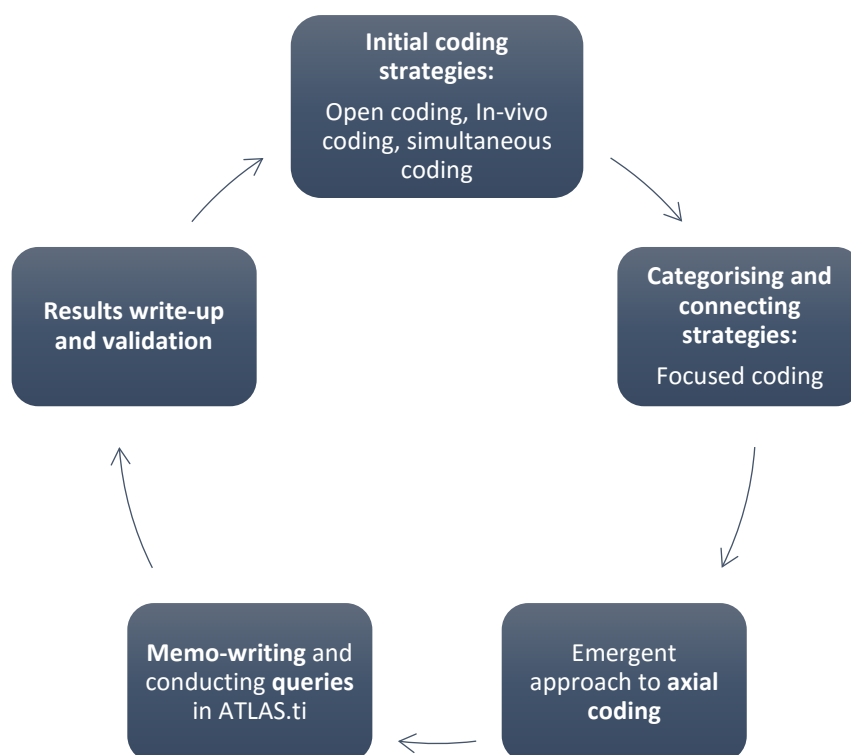 Initial coding
strategies:
Open coding, In-vivo
coding, simultaneous
coding
Categorising and
connecting
strategies:
Focused coding
Emergent
approach to axial
coding
Memo-writing and
conducting queries
in ATLAS.ti
Results write-up
and validation